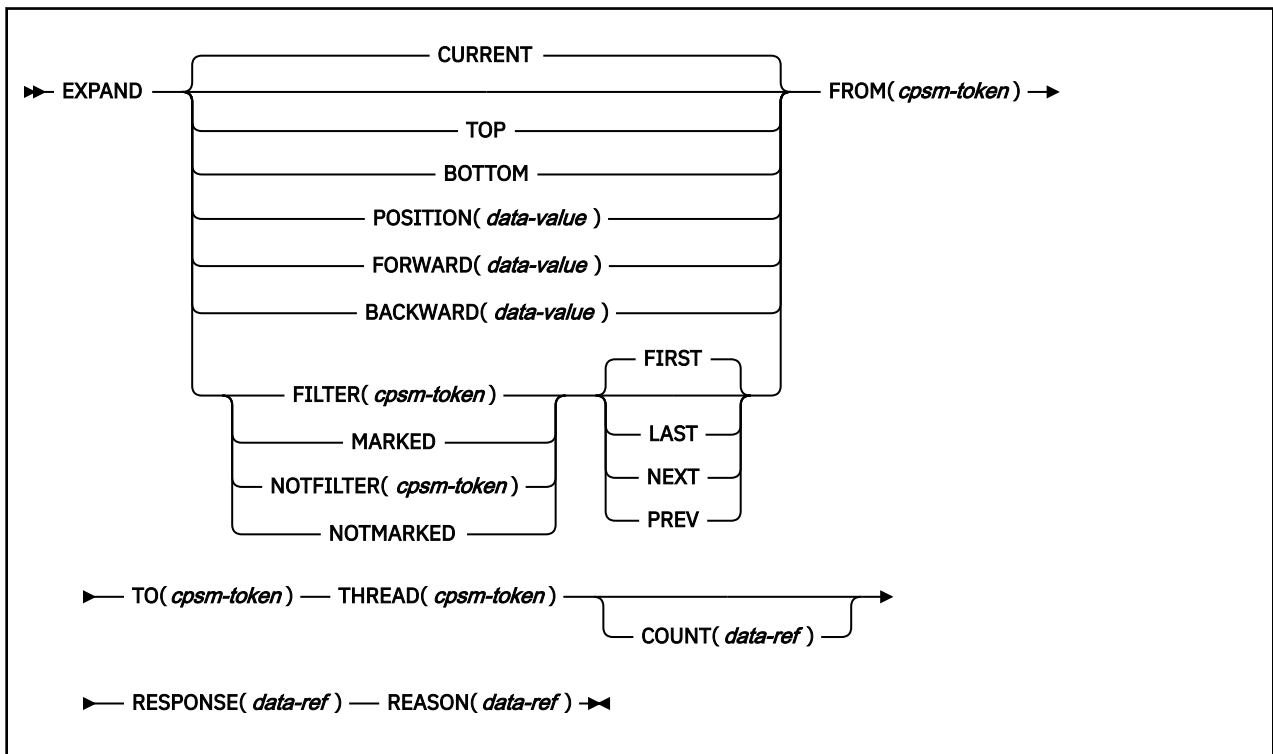 CURRENT
EXPAND FROM( cpsm-token )
TOP
BOTTOM
POSITION( data-value )
FORWARD( data-value )
BACKWARD( data-value )
FIRST
FILTER( cpsm-token )
LAST
MARKED
NEXT
NOTFILTER( cpsm-token )
PREV
NOTMARKED
TO( cpsm-token ) THREAD( cpsm-token )
COUNT( data-ref )
RESPONSE( data-ref ) REASON( data-ref )